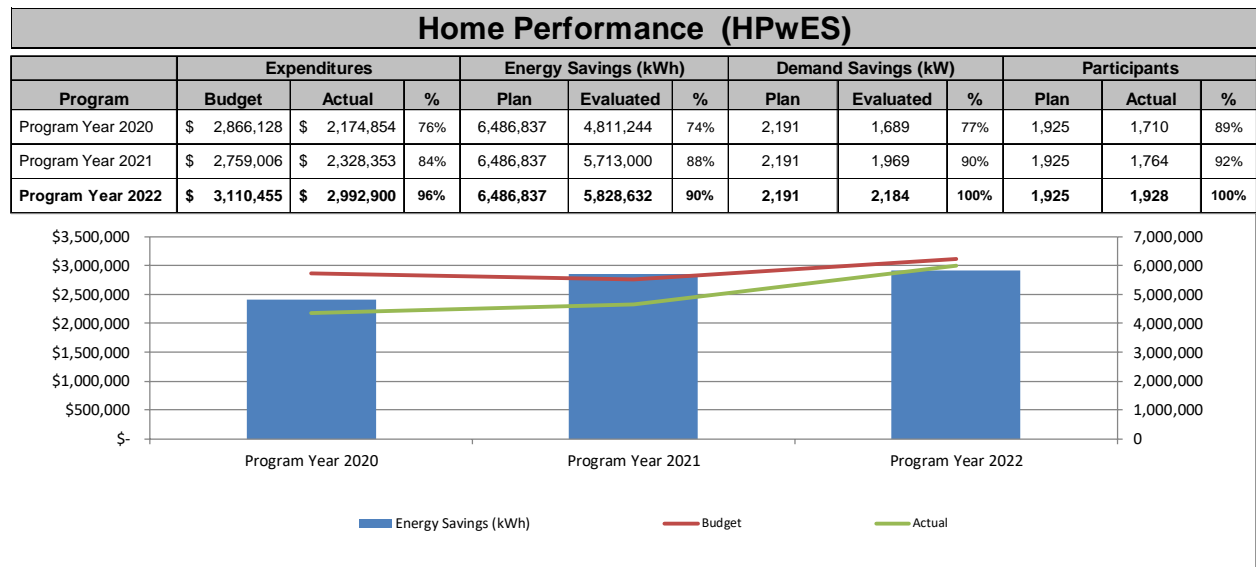 Home Performance (HPwES)
Expenditures Energy Savings (kWh) Demand Savings (kW) Participants
Program Budget Actual % Plan Evaluated % Plan Evaluated % Plan Actual %
Program Year 2020 $ 2,866,128 $ 2,174,854 76% 6,486,837 4,811,244 74% 2,191 1,689 77% 1,925 1,710 89%
Program Year 2021 $ 2,759,006 $ 2,328,353 84% 6,486,837 5,713,000 88% 2,191 1,969 90% 1,925 1,764 92%
Program Year 2022 $ 3,110,455 $ 2,992,900 96% 6,486,837 5,828,632 90% 2,191 2,184 100% 1,925 1,928 100%
$3,500,000 7,000,000
$3,000,000 6,000,000
$2,500,000 5,000,000
$2,000,000 4,000,000
$1,500,000 3,000,000
$1,000,000 2,000,000
$500,000 1,000,000
$- 0
Program Year 2020 Program Year 2021 Program Year 2022
Energy Savings (kWh) Budget Actual